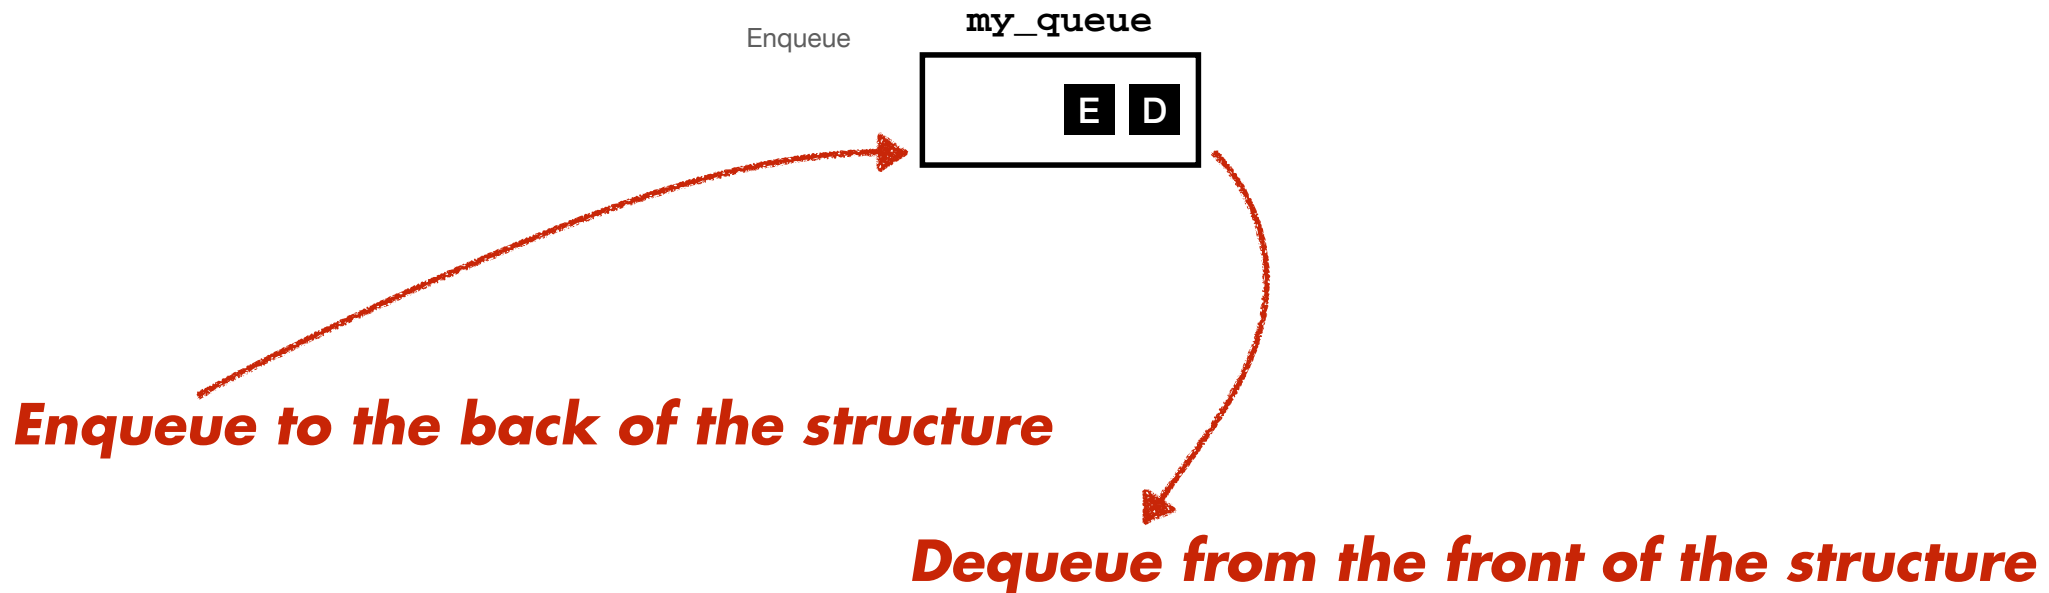 my_queue
Enqueue
E D
Enqueue to the back of the structure
Dequeue from the front of the structure